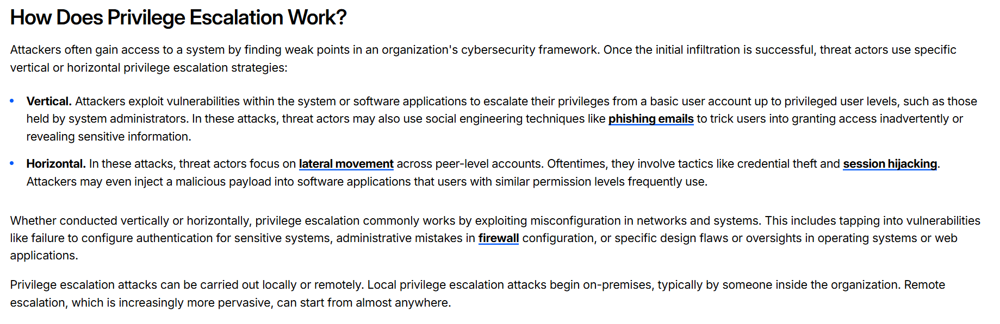 How Does Privilege Escalation Work?
Attackers often gain access to a system by finding weak points in an organization's cybersecurity framework. Once the initial infiltration is successful, threat actors use specific
vertical or horizontal privilege escalation strategies:
• Vertical. Attackers exploit vulnerabilities within the system or software applications to escalate their privileges from a basic user account up to privileged user levels, such as those
held by system administrators. In these attacks, threat actors may also use social engineering techniques like phishing emails to trick users into granting access inadvertently or
revealing sensitive information.
• Horizontal. In these attacks, threat actors focus on lateral movement across peer-level accounts. Oftentimes, they involve tactics like credential theft and session hijacking.
Attackers may even inject a malicious payload into software applications that users with similar permission levels frequently use.
Whether conducted vertically or horizontally, privilege escalation commonly works by exploiting misconfiguration in networks and systems. This includes tapping into vulnerabilities
like failure to configure authentication for sensitive systems, administrative mistakes in firewall configuration, or specific design flaws or oversights in operating systems or web
applications.
Privilege escalation attacks can be carried out locally or remotely. Local privilege escalation attacks begin on-premises, typically by someone inside the organization. Remote
escalation, which is increasingly more pervasive, can start from almost anywhere.